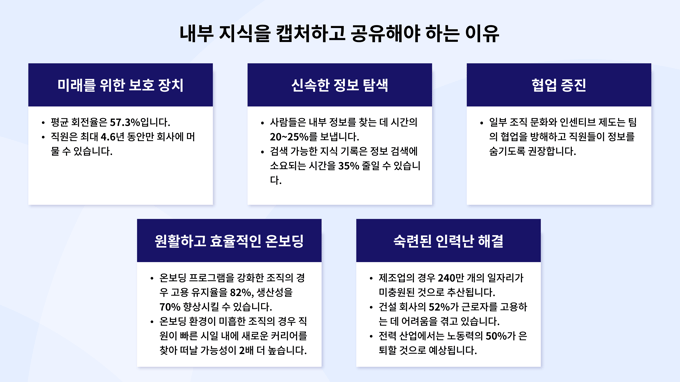 내부 지식을 캡처하고 공유해야 하는 이유
미래를 위한 보호 장치
• 평균 회전율은 57.3%입니다.
• 직원은 최대 4.6년 동안만 회사에 머
물 수 있습니다.
신속한 정보 탐색
• 사람들은 내부 정보를 찾는 데 시간의
20~25%를 보냅니다.
• 검색 가능한 지식 기록은 정보 검색에
소요되는 시간을 35% 줄일 수 있습니
다.
협업 증진
• 일부 조직 문화와 인센티브 제도는 팀
의 협업을 방해하고 직원들이 정보를
숨기도록 권장합니다.
원활하고 효율적인 온보딩
• 온보딩 프로그램을 강화한 조직의 경
우 고용 유지율을 82%, 생산성을
70% 향상시킬 수 있습니다.
• 온보딩 환경이 미흡한 조직의 경우 직
원이 빠른 시일 내에 새로운 커리어를
찾아 떠날 가능성이 2배 더 높습니다.
숙련된 인력난 해결
• 제조업의 경우 240만 개의 일자리가
미충원된 것으로 추산됩니다.
• 건설 회사의 52%가 근로자를 고용하
는 데 어려움을 겪고 있습니다.
• 전력 산업에서는 노동력의 50%가 은
퇴할 것으로 예상됩니다.